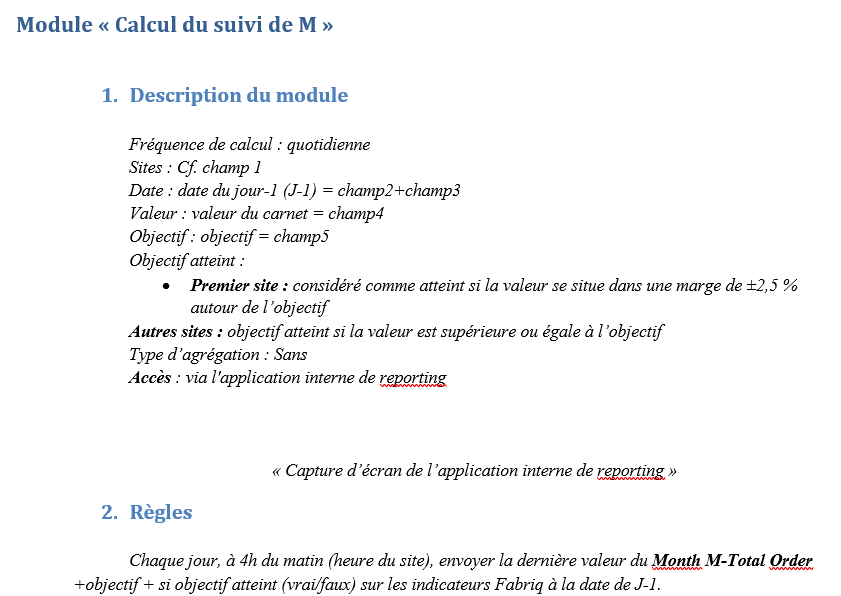 Module « Calcul du suivi de M »
1. Description du module
Fréquence de calcul : quotidienne
Sites : Cf. champ 1
Date : date du jour-1 (J-1) = champ2+champ3
Valeur : valeur du carnet = champ4
Objectif : objectif = champ5
Objectif atteint :
• Premier site : considéré comme atteint si la valeur se situe dans une marge de ±2,5 %
autour de l’objectif
Autres sites : objectif atteint si la valeur est supérieure ou égale à l’objectif
Type d’agrégation : Sans
Accès : via l'application interne de reporting
« Capture d’écran de l’application interne de reporting »
2. Règles
Chaque jour, à 4h du matin (heure du site), envoyer la dernière valeur du Month M-Total Order
+objectif + si objectif atteint (vrai/faux) sur les indicateurs Fabriq à la date de J-1.